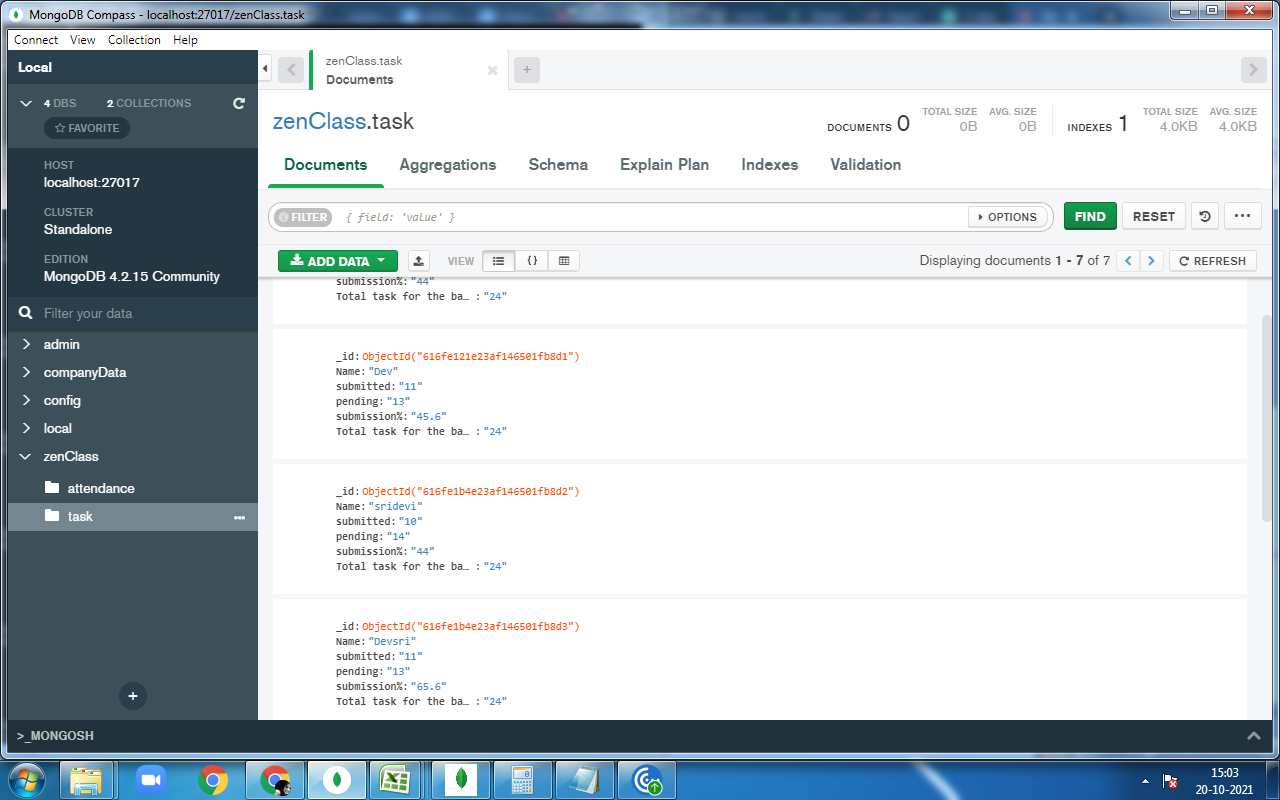 MongoDB Compass - localhost:27017/zenClass.task
Connect View Collection Help
Local
4 DBS 2 COLLECTIONS
FAVORITE
HOST
localhost:27017
CLUSTER
Standalone
EDITION
MongoDB 4.2.15 Community
Filter your data
admin
companyData
config
local
zenClass
attendance
task
>_MONGOSH
zenClass.task
Documents
zenClass.task
DOCUMENTS 0
TOTAL SIZE
0B
AVG. SIZE
0B
INDEXES 1
TOTAL SIZE
4.0KB
AVG. SIZE
4.0KB
Documents Aggregations Schema Explain Plan Indexes Validation
FILTER { field: 'value' } OPTIONS FIND RESET
ADD DATA VIEW {} Displaying documents 1 - 7 of 7 REFRESH
submission%: "44"
Total task for the ba… : "24"
_id: ObjectId("616fe121e23af146501fb8d1")
Name: "Dev"
submitted: "11"
pending: "13"
submission%: "45.6"
Total task for the ba… : "24"
_id: ObjectId("616fe1b4e23af146501fb8d2")
Name: "sridevi"
submitted: "10"
pending: "14"
submission%: "44"
Total task for the ba… : "24"
_id: ObjectId("616fe1b4e23af146501fb8d3")
Name: "Devsri"
submitted: "11"
pending: "13"
submission%: "65.6"
Total task for the ba… : "24"
15:03
20-10-2021